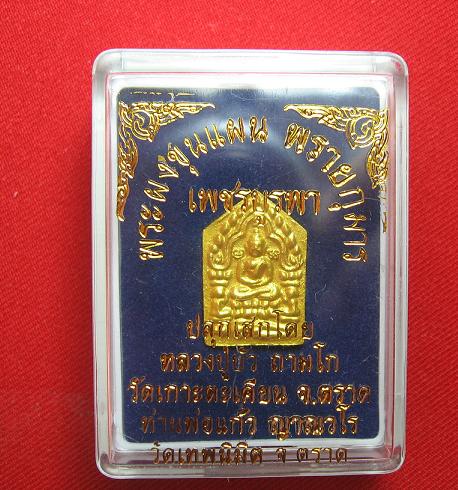 พระผงขุนแผน พรายกุมาร
เพชรบูรพา
ปลุกเสกโดย
หลวงปู่บัว ถามโก
วัดเกาะตะเคียน จ.ตราด
ท่านพ่อแก้ว ญาณวโร
วัดเทพนิมิต จ ตราด